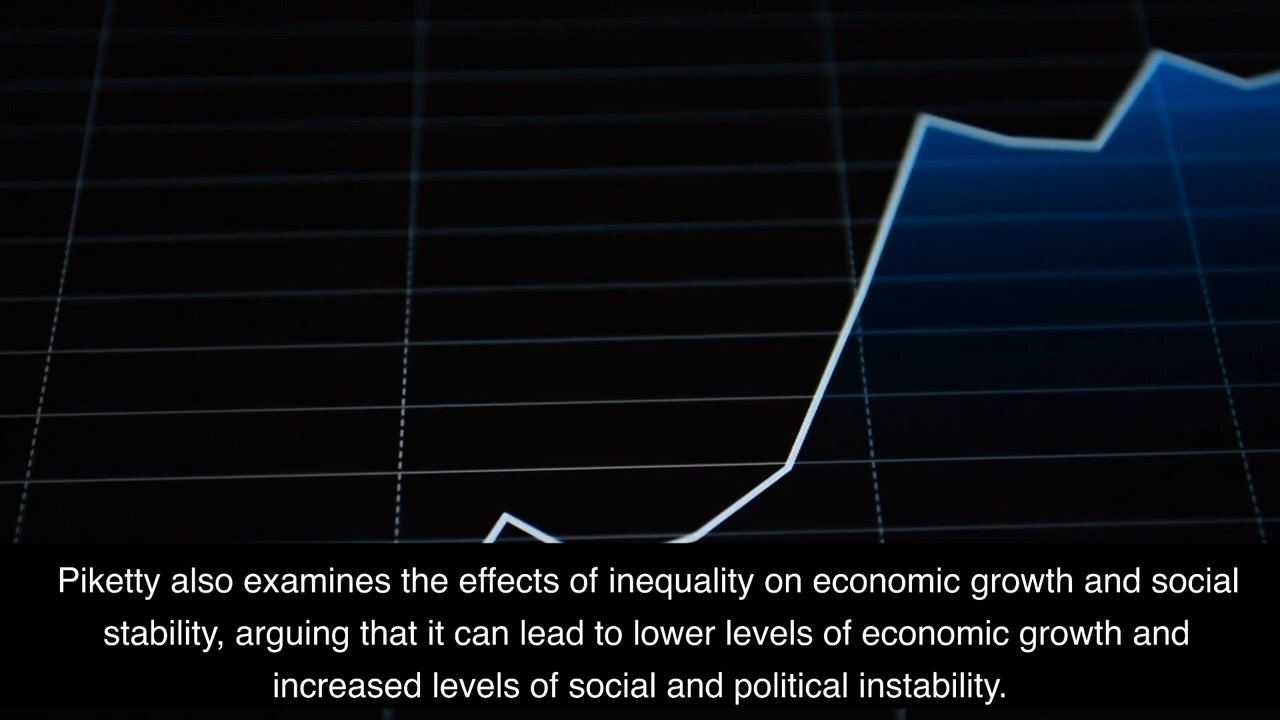 Piketty also examines the effects of inequality on economic growth and social
stability, arguing that it can lead to lower levels of economic growth and
increased levels of social and political instability.